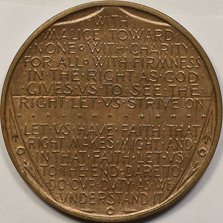 WITH
MALICE TOWARD
NONE · WITH CHARITY
FOR ALL · WITH FIRMNESS
IN THE RIGHT AS GOD
GIVES VS TO SEE THE
RIGHT LET VS STRIVE ON
LET VS HAVE FAITH THAT
RIGHT MAKES MIGHT AND
IN THAT FAITH LET VS
TO THE END DARE TO
DO OVR DVTY AS WE
VNDERSTAND IT